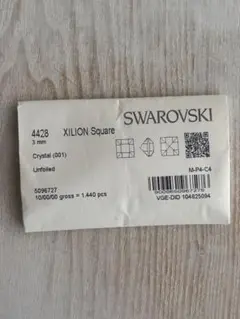 SWAROVSKI
4428 XILION Square
3 mm
Crystal (001)
Unfoiled
M-P4-C4
5096727
10/00/00 gross = 1.440 pcs
VGE-DID 104825094